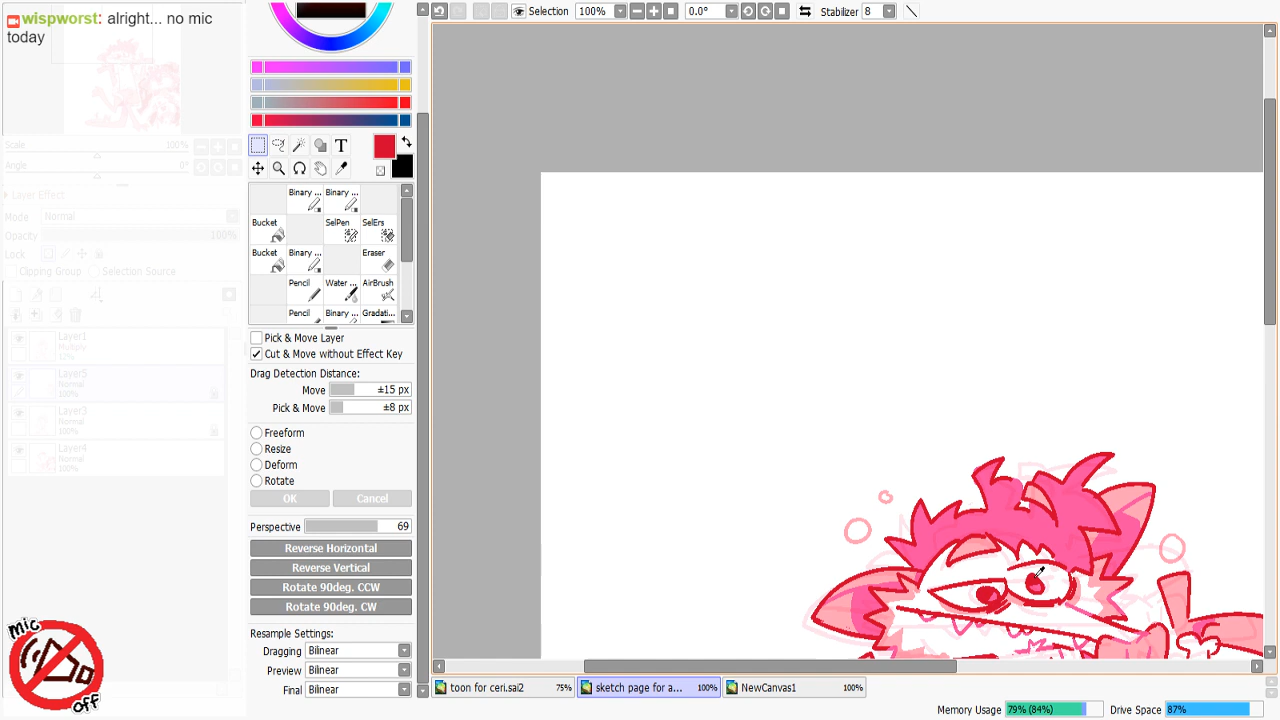 wispworst: alright... no mic
today
Selection 100% 0.0° Stabilizer 8
Scale 100%
Angle 0°
Layer Effect
Mode Normal
Opacity 100%
Lock
Clipping Group Selection Source
Layer1
Multiply
Layer5
Normal
100%
Layer3
Normal
100%
Layer4
Normal
100%
T
Binary ... Binary ...
Bucket SelPen SelErs
Bucket Binary ... Eraser
Pencil Water ... AirBrush
Pencil Binary ... Gradati...
Pick & Move Layer
Cut & Move without Effect Key
Drag Detection Distance:
Move ±15 px
Pick & Move ±8 px
Freeform
Resize
Deform
Rotate
OK Cancel
Perspective 69
Reverse Horizontal
Reverse Vertical
Rotate 90deg. CCW
Rotate 90deg. CW
Resample Settings:
Dragging Bilinear
Preview Bilinear
Final Bilinear
mic
OFF
toon for ceri.sai2 75% sketch page for a... 100% NewCanvas1 100%
Memory Usage 79% (84%) Drive Space 87%